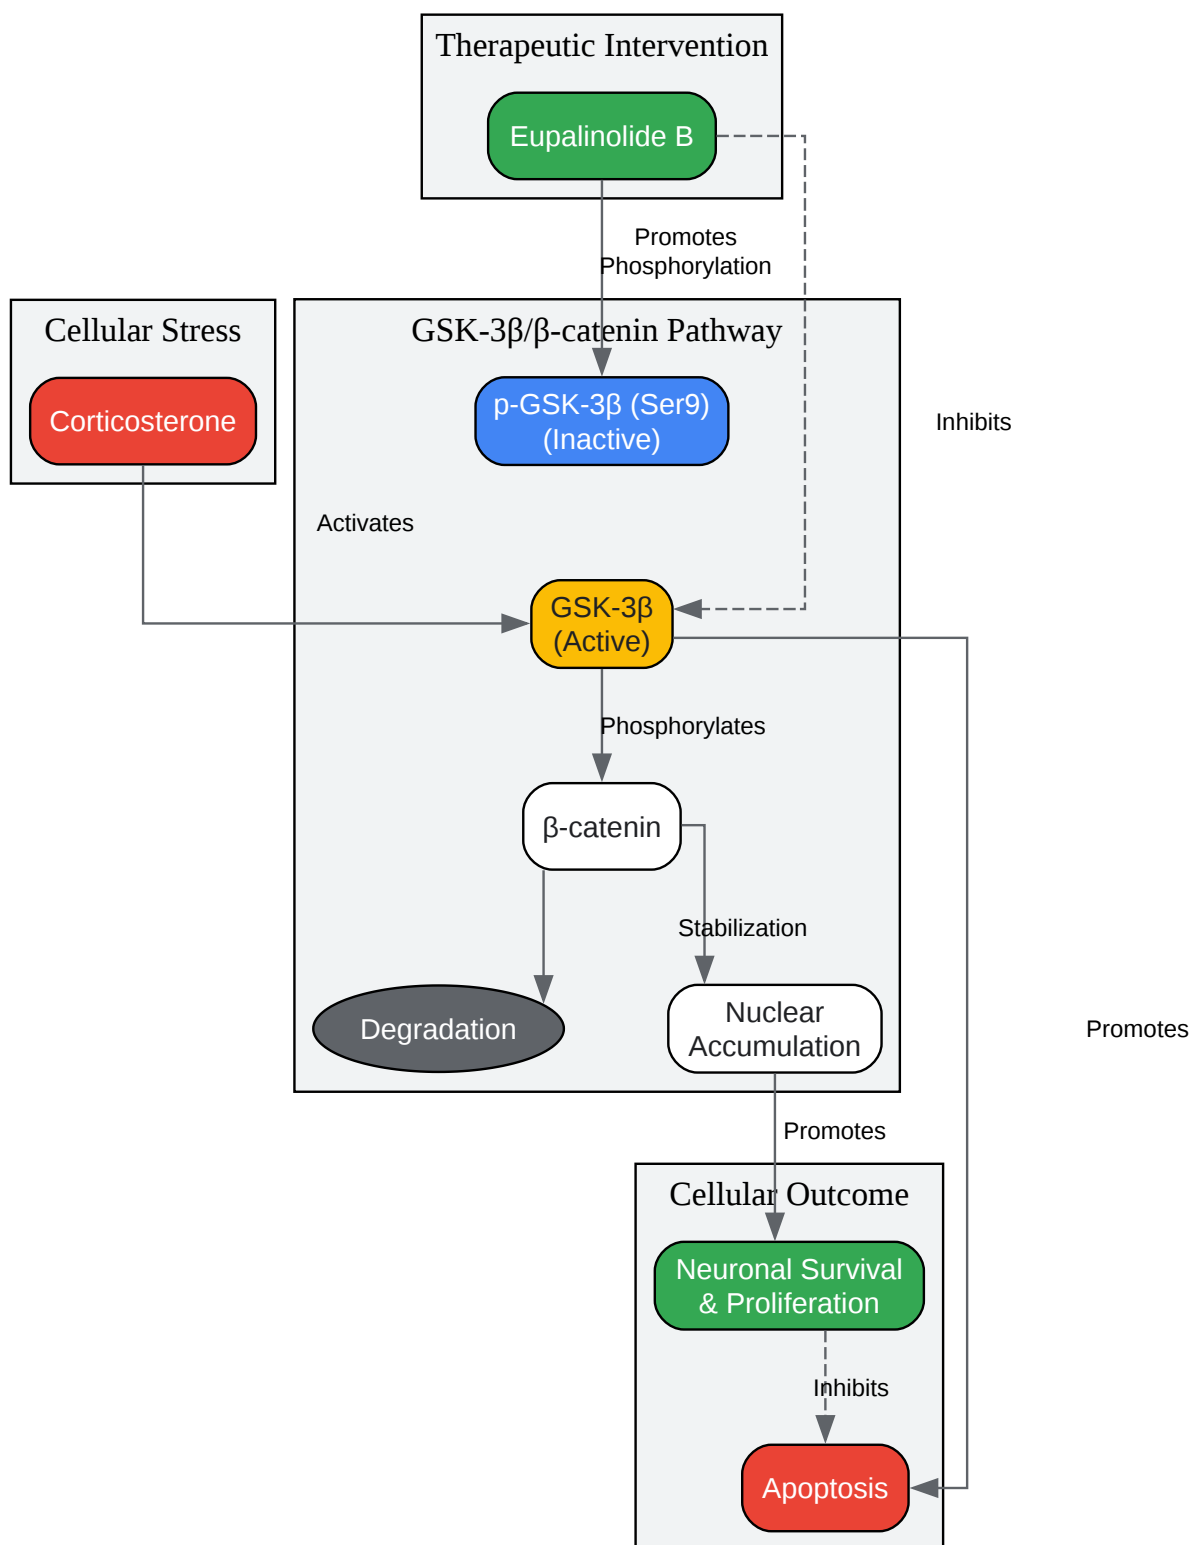 Therapeutic Intervention
Eupalinolide B
Promotes
Phosphorylation
Cellular Stress
Corticosterone
GSK-3β/β-catenin Pathway
p-GSK-3β (Ser9)
(Inactive)
Inhibits
Activates
GSK-3β
(Active)
Phosphorylates
β-catenin
Stabilization
Degradation
Nuclear
Accumulation
Promotes
Promotes
Cellular Outcome
Neuronal Survival
& Proliferation
Inhibits
Apoptosis